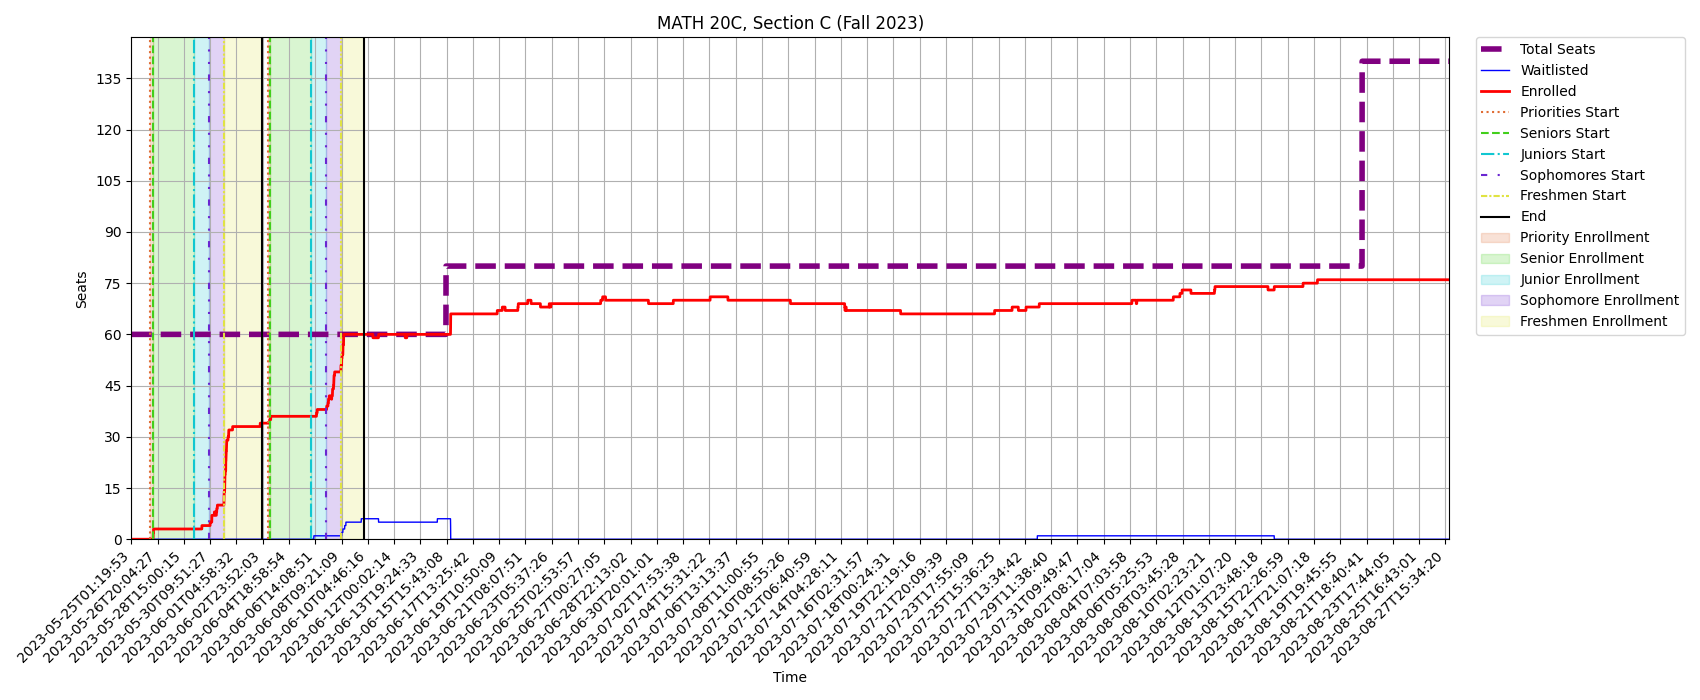 MATH 20C, Section C (Fall 2023)
Seats
135
120
105
90
75
60
45
30
15
0
2023-05-25T01:19:53
2023-05-26T20:04:27
2023-05-28T15:00:15
2023-05-30T09:51:27
2023-06-01T04:58:32
2023-06-02T23:52:03
2023-06-04T18:58:54
2023-06-06T14:08:51
2023-06-08T09:21:09
2023-06-10T04:46:16
2023-06-12T00:02:14
2023-06-13T19:24:33
2023-06-15T15:43:08
2023-06-17T13:25:42
2023-06-19T10:50:09
2023-06-21T08:07:51
2023-06-23T05:37:26
2023-06-25T02:53:57
2023-06-27T00:27:05
2023-06-28T22:13:02
2023-06-30T20:01:01
2023-07-02T17:53:38
2023-07-04T15:31:22
2023-07-06T13:13:37
2023-07-08T11:00:55
2023-07-10T08:55:26
2023-07-12T06:40:59
2023-07-14T04:28:11
2023-07-16T02:31:57
2023-07-18T00:24:31
2023-07-19T22:19:16
2023-07-21T20:09:39
2023-07-23T17:55:09
2023-07-25T15:36:25
2023-07-27T13:34:42
2023-07-29T11:38:40
2023-07-31T09:49:47
2023-08-02T08:17:04
2023-08-04T07:03:58
2023-08-06T05:25:53
2023-08-08T03:45:28
2023-08-10T02:23:21
2023-08-12T01:07:20
2023-08-13T23:48:18
2023-08-15T22:26:59
2023-08-17T21:07:18
2023-08-19T19:45:55
2023-08-21T18:40:41
2023-08-23T17:44:05
2023-08-25T16:43:01
2023-08-27T15:34:20
Time
Total Seats
Waitlisted
Enrolled
Priorities Start
Seniors Start
Juniors Start
Sophomores Start
Freshmen Start
End
Priority Enrollment
Senior Enrollment
Junior Enrollment
Sophomore Enrollment
Freshmen Enrollment